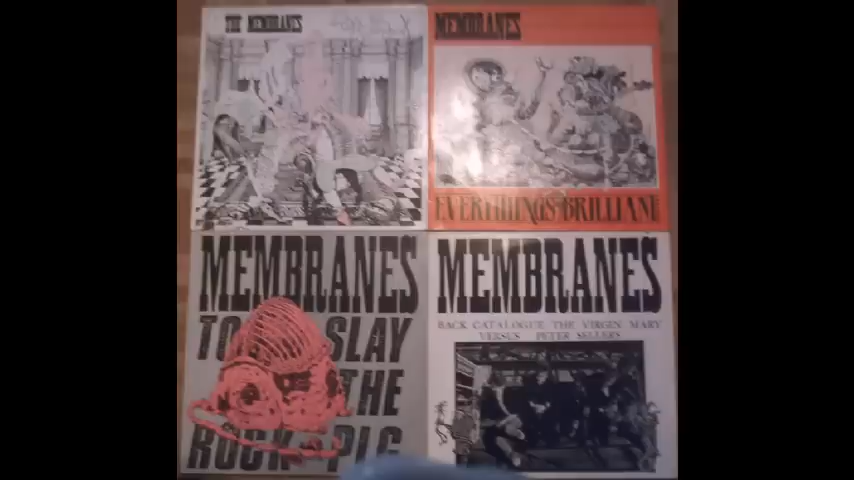 THE MEMBRANES
MEMBRANES
EVERYTHINGS BRILLIANT
MEMBRANES
TO SLAY
THE
ROCK PIG
MEMBRANES
BACK CATALOGUE THE VIRGIN MARY
VERSUS PETER SELLERS